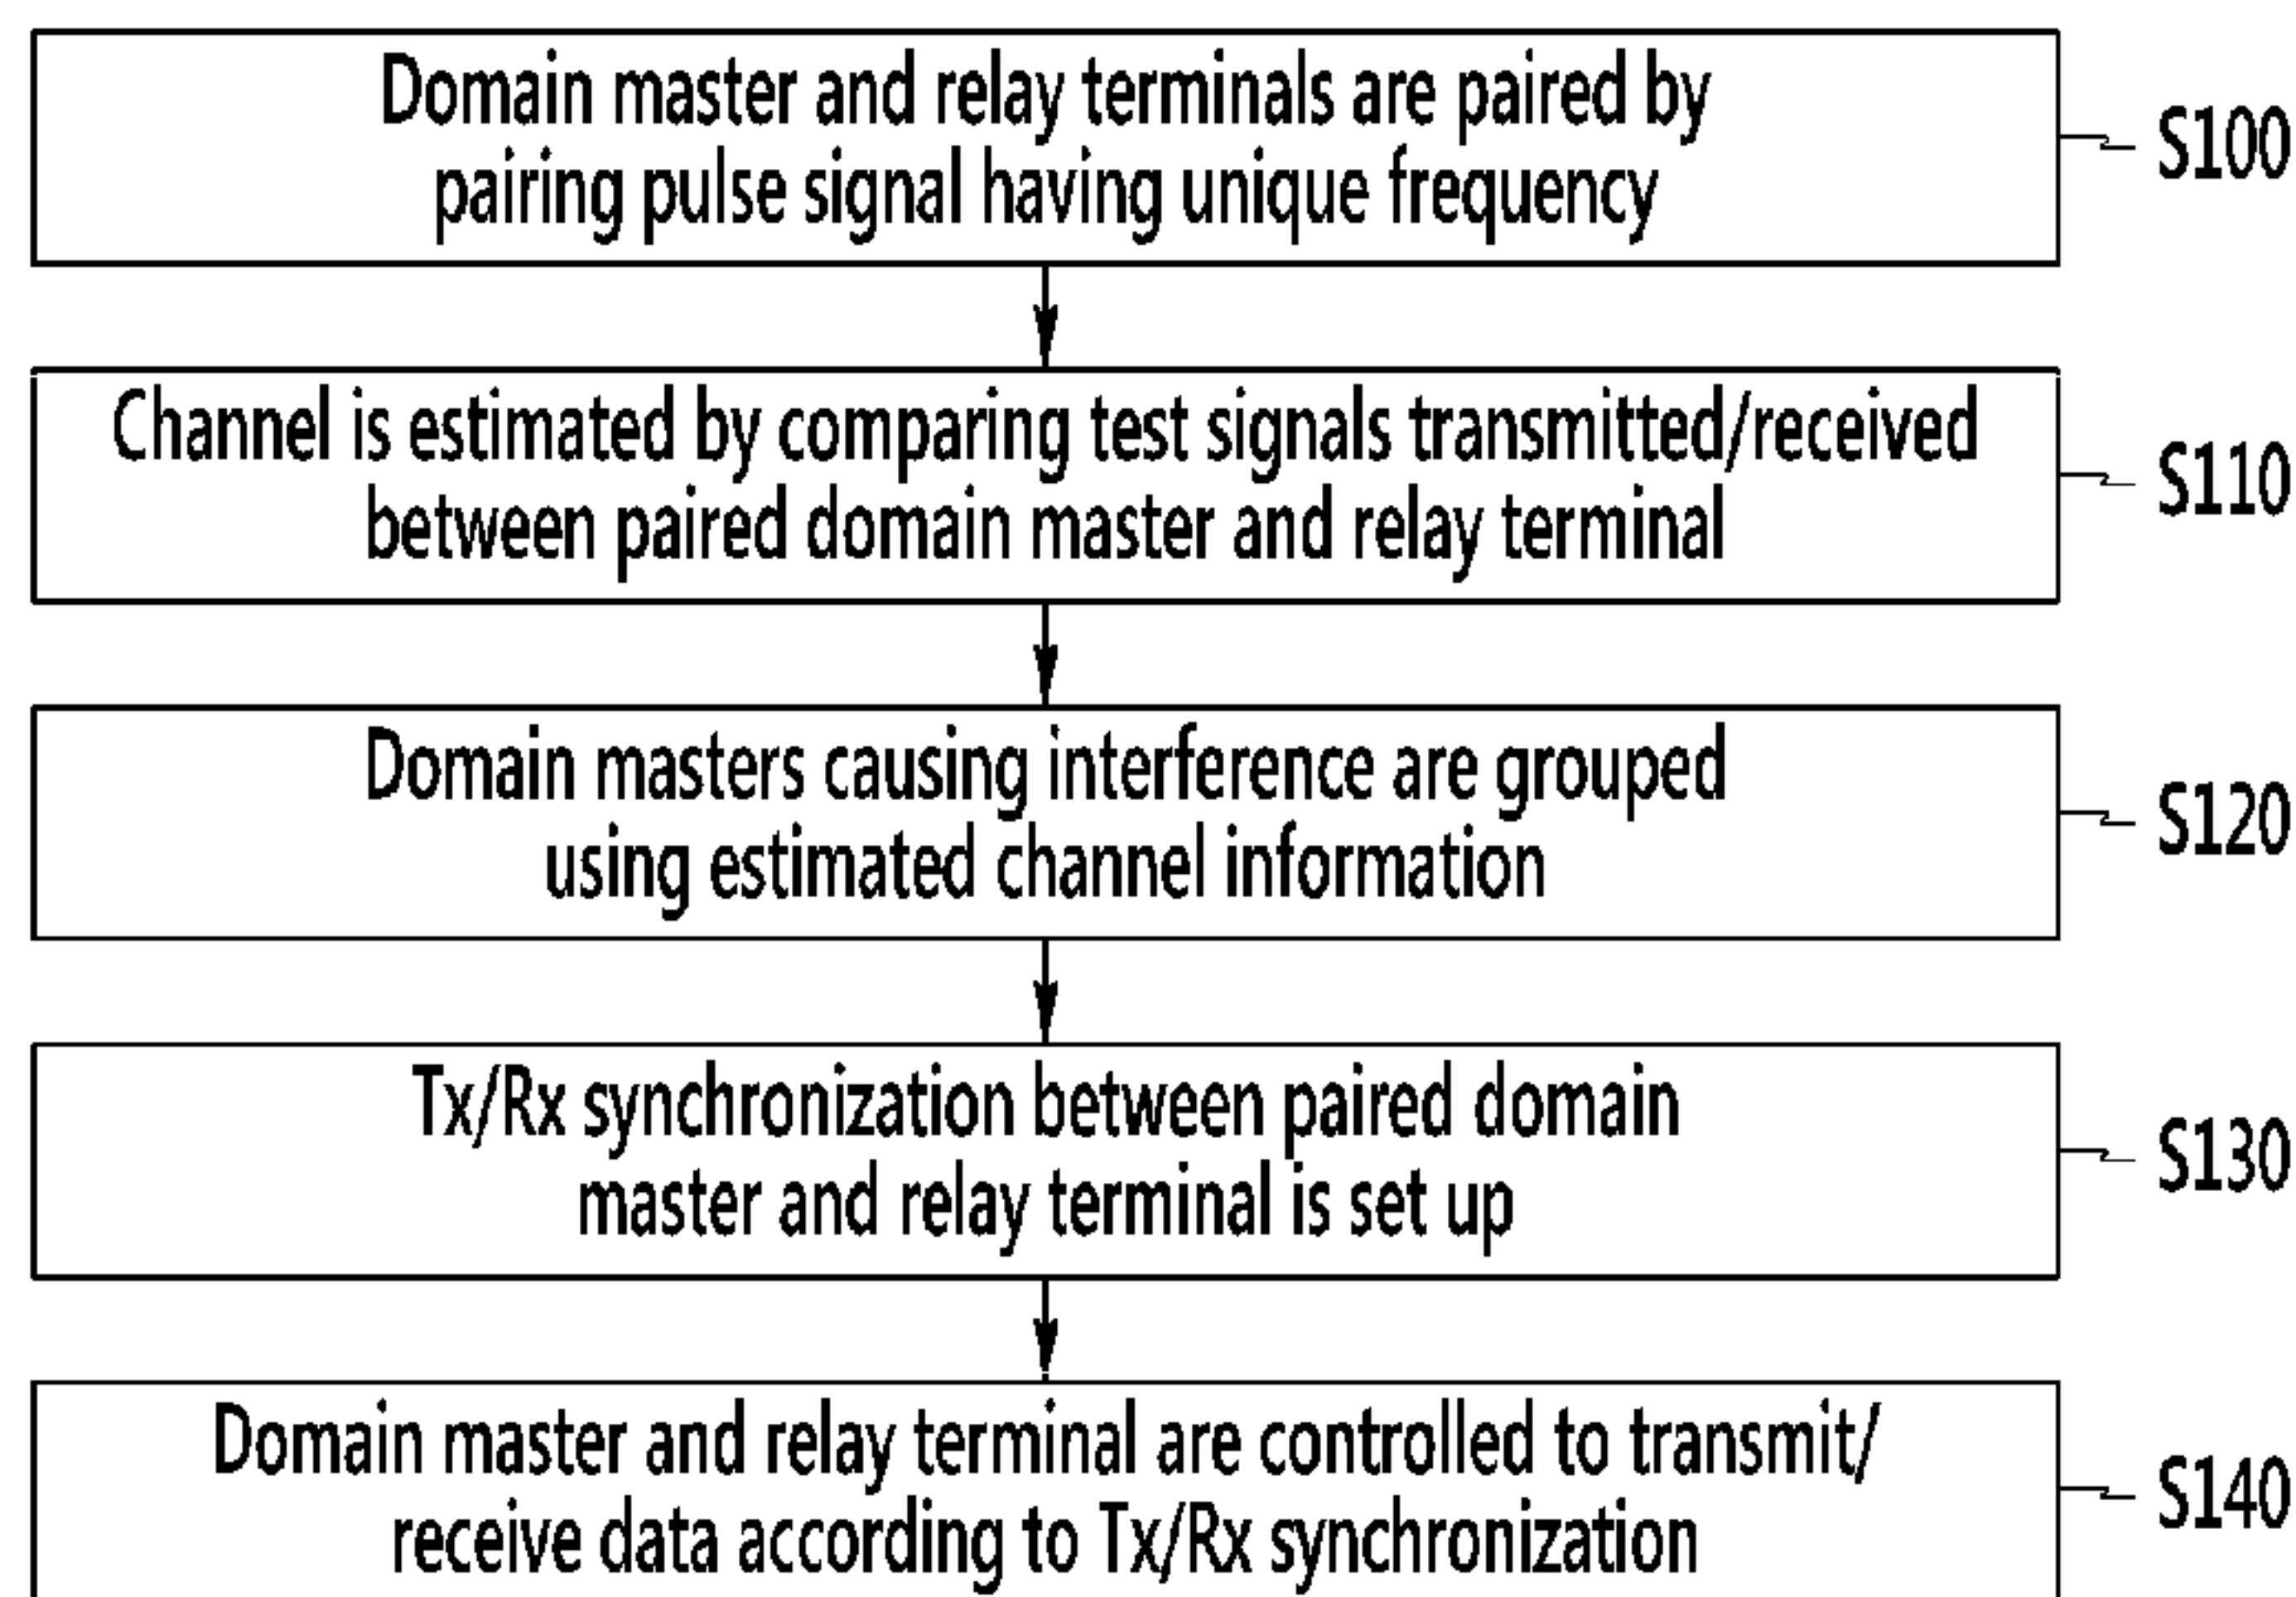 Domain master and relay terminals are paired by
pairing pulse signal having unique frequency
S100
Channel is estimated by comparing test signals transmitted/received
between paired domain master and relay terminal
S110
Domain masters causing interference are grouped
using estimated channel information
S120
Tx/Rx synchronization between paired domain
master and relay terminal is set up
S130
Domain master and relay terminal are controlled to transmit/
receive data according to Tx/Rx synchronization
S140